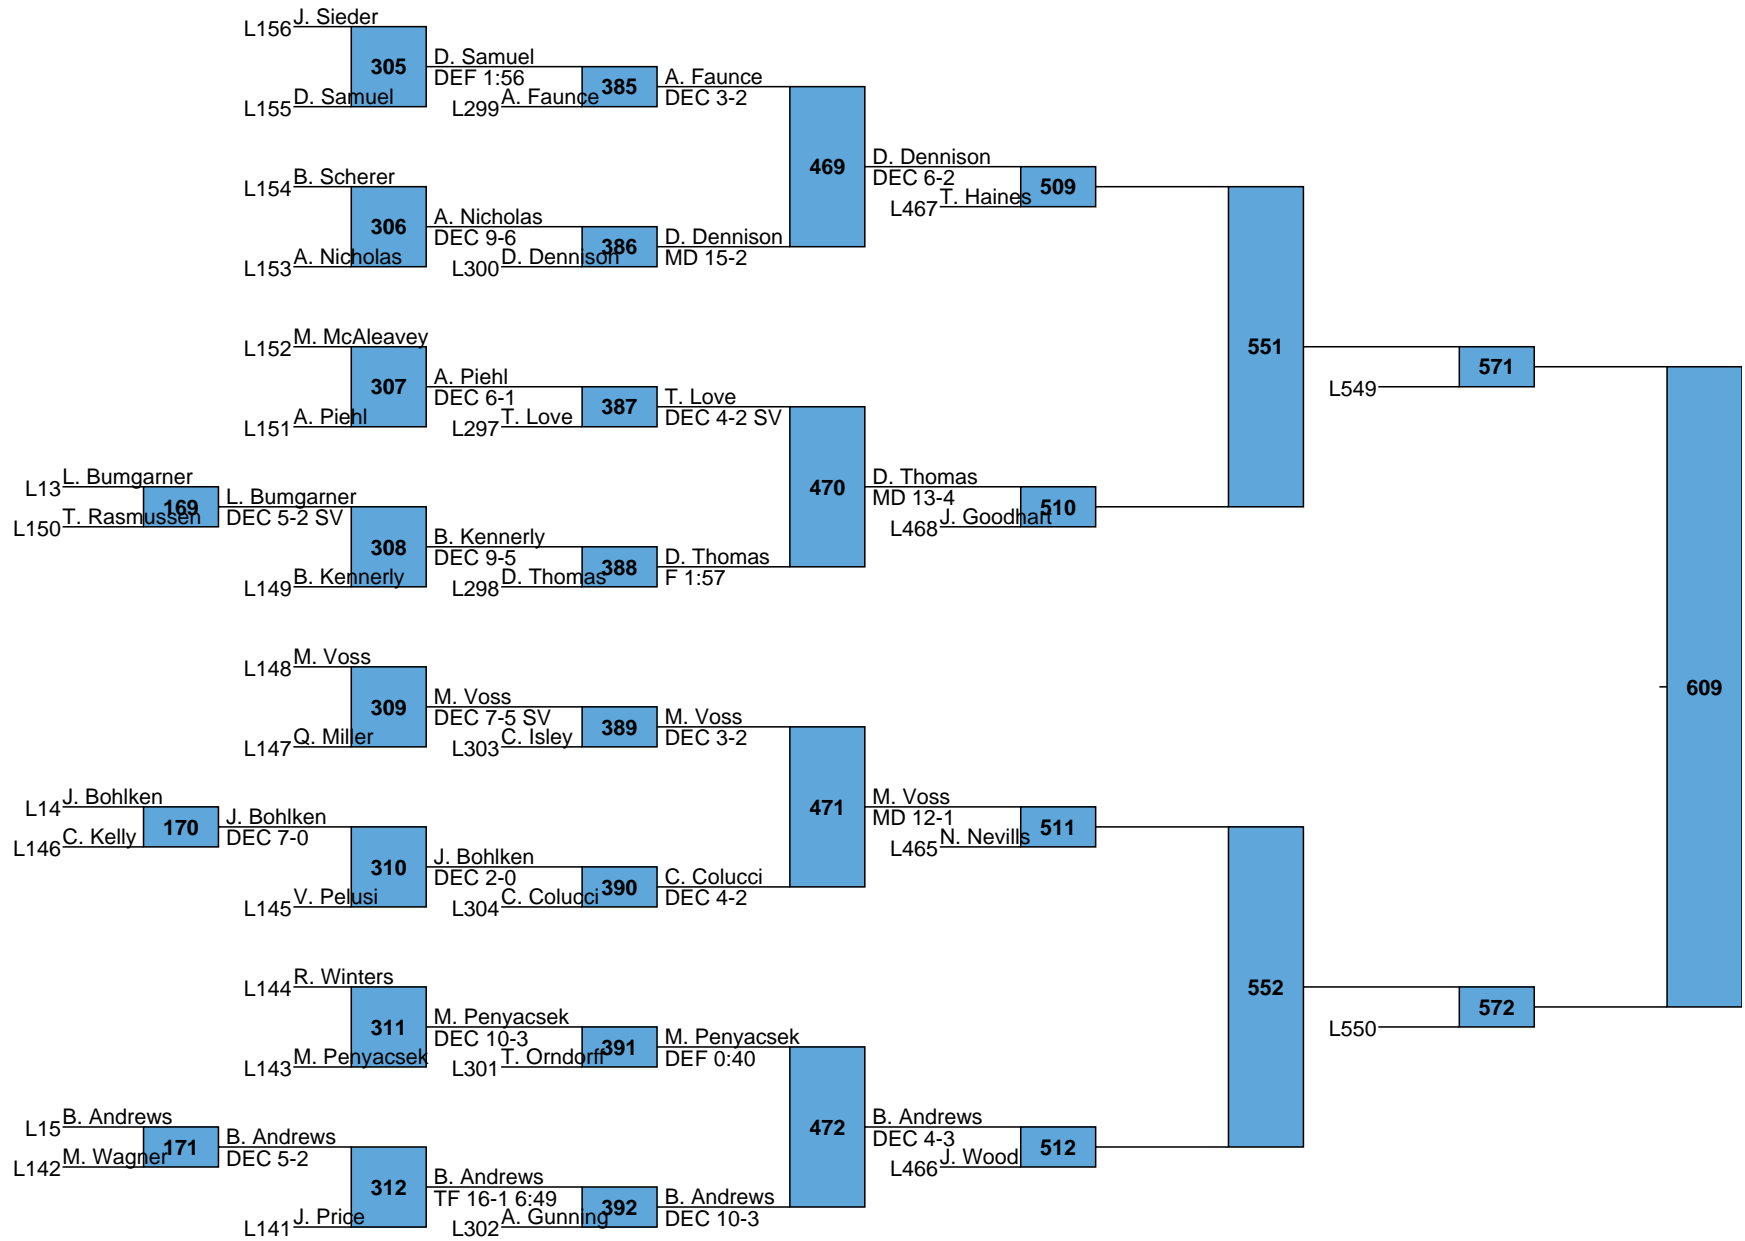 J. Sieder
L156
305
D. Samuel
DEF 1:56
L155
D. Samuel
385
L299
A. Faunce
A. Faunce
DEC 3-2
469
B. Scherer
L154
306
A. Nicholas
DEC 9-6
L153
A. Nicholas
386
L300
D. Dennison
D. Dennison
MD 15-2
D. Dennison
DEC 6-2
509
L467
T. Haines
M. McAleavey
L152
307
A. Piehl
DEC 6-1
L151
A. Piehl
387
L297
T. Love
T. Love
DEC 4-2 SV
470
L13
L. Bumgarner
169
L150
T. Rasmussen
L. Bumgarner
DEC 5-2 SV
308
B. Kennerly
DEC 9-5
L149
B. Kennerly
388
L298
D. Thomas
D. Thomas
F 1:57
D. Thomas
MD 13-4
510
L468
J. Goodhart
551
571
L549
M. Voss
L148
309
M. Voss
DEC 7-5 SV
L147
Q. Miller
389
L303
C. Isley
M. Voss
DEC 3-2
471
L14
J. Bohlken
170
L146
C. Kelly
J. Bohlken
DEC 7-0
310
J. Bohlken
DEC 2-0
L145
V. Pelusi
390
L304
C. Colucci
C. Colucci
DEC 4-2
M. Voss
MD 12-1
511
L465
N. Nevills
R. Winters
L144
311
M. Penyacsek
DEC 10-3
L143
M. Penyacsek
391
L301
T. Orndorff
M. Penyacsek
DEF 0:40
472
L15
B. Andrews
171
L142
M. Wagner
B. Andrews
DEC 5-2
312
B. Andrews
TF 16-1 6:49
L141
J. Price
392
L302
A. Gunning
B. Andrews
DEC 10-3
B. Andrews
DEC 4-3
512
L466
J. Wood
552
572
L550
609